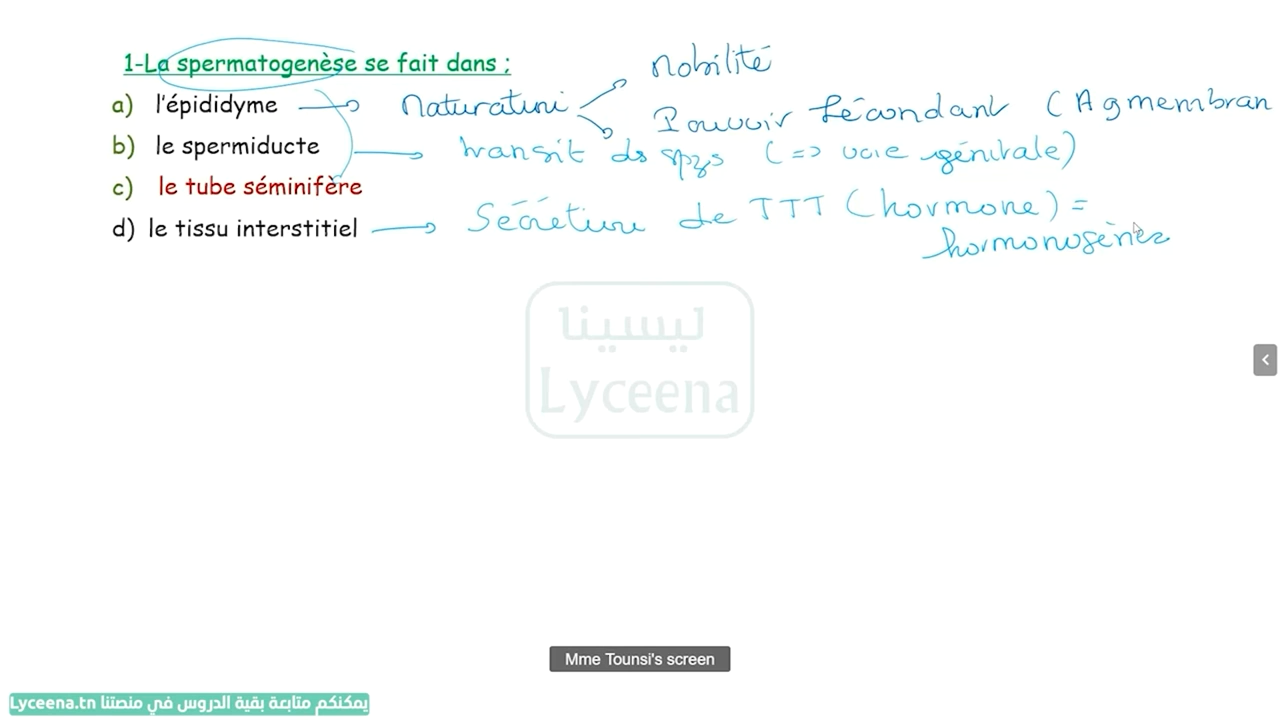 1-La spermatogenèse se fait dans ;
a) l'épididyme → Maturation → Mobilité
→ Pouvoir fécondant (Ag membran
b) le spermiducte → transit ds spzs (=> voie génitale)
c) le tube séminifère
d) le tissu interstitiel → Sécrétion de TTT (hormone) =
hormonogénèse
ليسينا
Lyceena
Mme Tounsi's screen
يمكنكم متابعة بقية الدروس في منصتنا Lyceena.tn